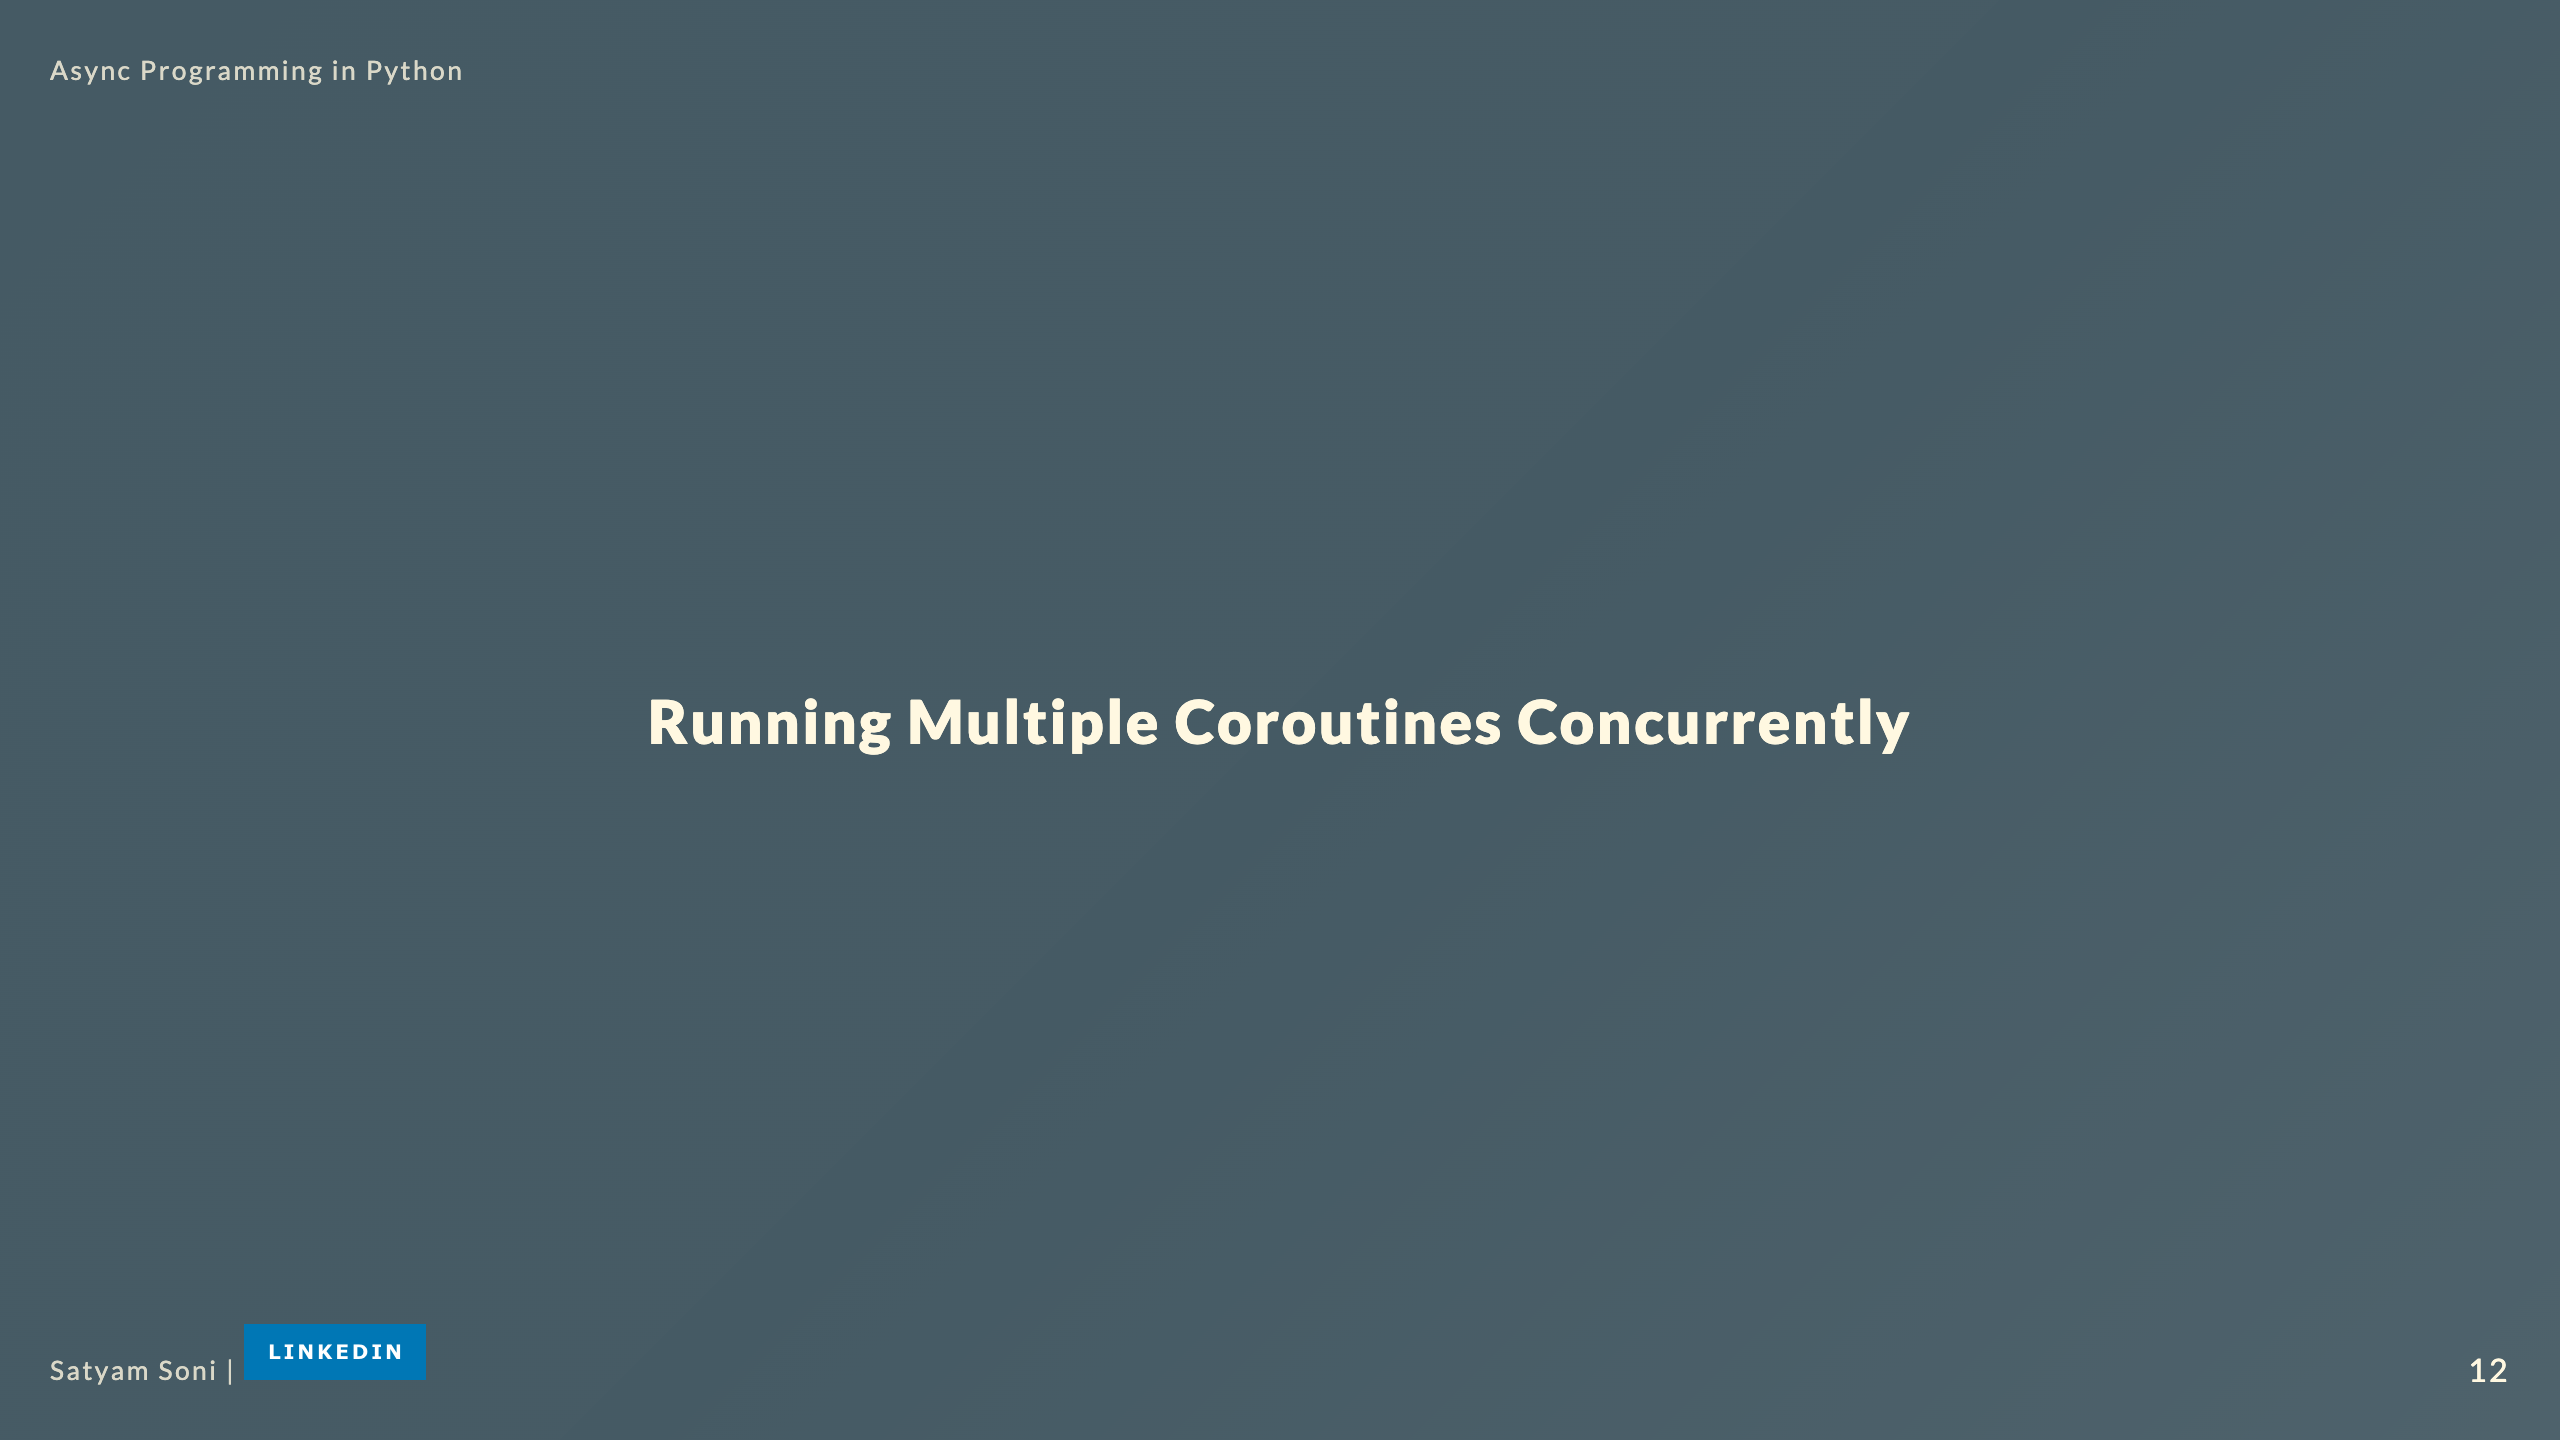 Async Programming in Python
Running Multiple Coroutines Concurrently
Satyam Soni | LINKEDIN
12